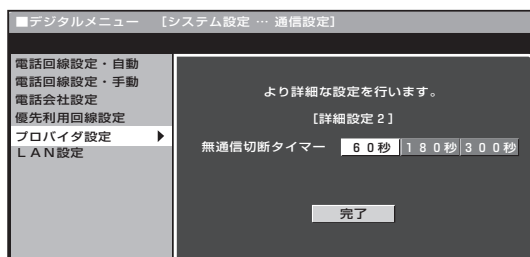 ■デジタルメニュー　[システム設定 … 通信設定]
電話回線設定・自動
電話回線設定・手動
電話会社設定
優先利用回線設定
プロバイダ設定 ▶
ＬＡＮ設定
より詳細な設定を行います。
[詳細設定２]
無通信切断タイマー　６０秒 １８０秒 ３００秒
完了